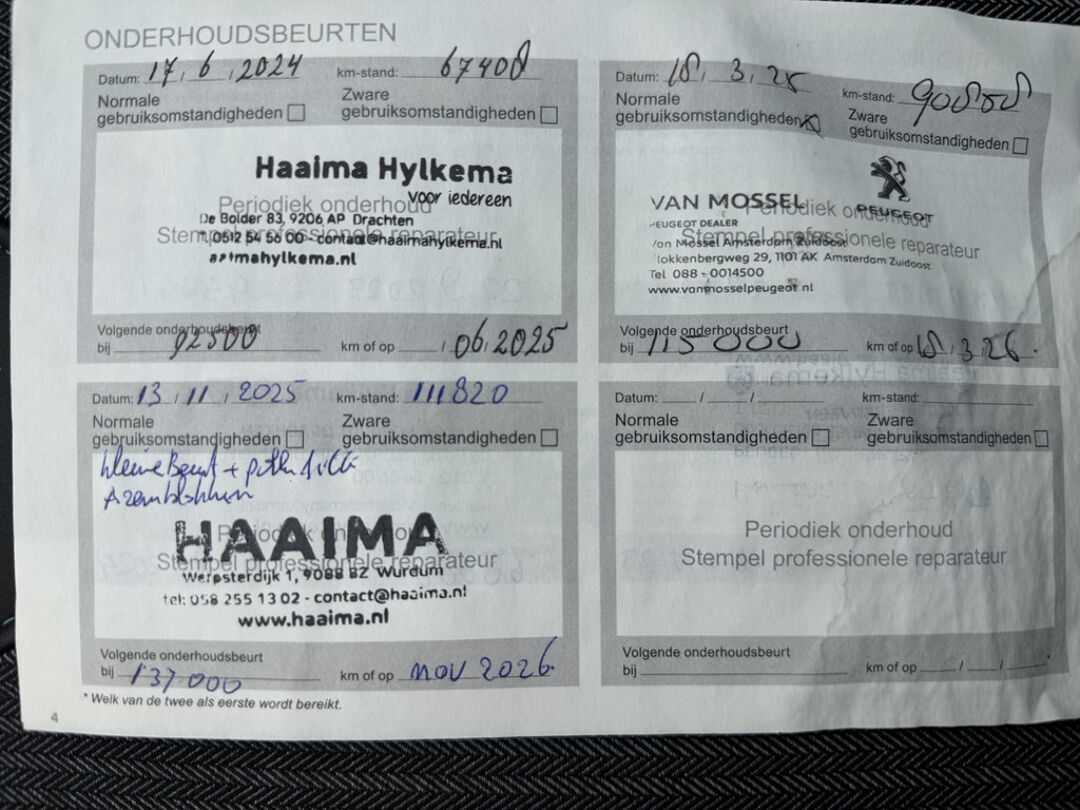 ONDERHOUDSBEURTEN
Datum: 17 / 6 / 2024 km-stand: 67408
Normale
gebruiksomstandigheden
Zware
gebruiksomstandigheden
Haaima Hylkema
voor iedereen
Periodiek onderhoud
De Bolder 83, 9206 AP Drachten
Stempel professionele reparateur
0512 54 56 00 - contact@haaimahylkema.nl
Volgende onderhoudsbeurt
bij 92500 km of op / 06.2025
Datum: 18 / 3 / 25 km-stand:
Normale
gebruiksomstandigheden
Zware
gebruiksomstandigheden
VAN MOSSEL
PEUGEOT
Periodiek onderhoud
PEUGEOT DEALER
Stempel professionele reparateur
Van Mossel Amsterdam Zuidoost
Klokkenbergweg 29, 1101 AK Amsterdam Zuidoost
Tel 088 - 0014500
www.vanmosselpeugeot.nl
Volgende onderhoudsbeurt
bij 115000 km of op 18.3.26.
Datum: 13 / 11 / 2025 km-stand: 111820
Normale
gebruiksomstandigheden
Zware
gebruiksomstandigheden
kleine Beurt +
HAAIMA
Periodiek onderhoud
Stempel professionele reparateur
Werpsterdijk 1, 9088 BZ Wurdum
tel: 058 255 13 02 - contact@haaima.nl
www.haaima.nl
Volgende onderhoudsbeurt
bij 137000 km of op nov 2026.
Datum: / / km-stand:
Normale
gebruiksomstandigheden
Zware
gebruiksomstandigheden
Periodiek onderhoud
Stempel professionele reparateur
Volgende onderhoudsbeurt
bij km of op / /
* Welk van de twee als eerste wordt bereikt.
4